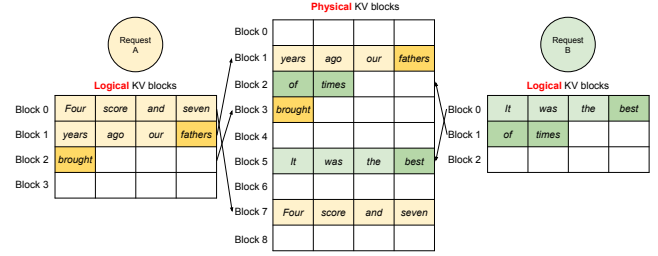 Physical KV blocks
Request A
Logical KV blocks
Block 0 Four score and seven
Block 1 years ago our fathers
Block 2 brought
Block 3
Block 0
Block 1 years ago our fathers
Block 2 of times
Block 3 brought
Block 4
Block 5 It was the best
Block 6
Block 7 Four score and seven
Block 8
Request B
Logical KV blocks
Block 0 It was the best
Block 1 of times
Block 2